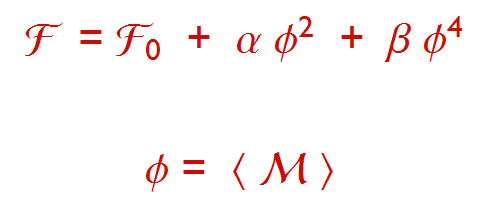 ℱ = ℱ₀ + α ϕ² + β ϕ⁴
ϕ = ⟨ ℳ ⟩